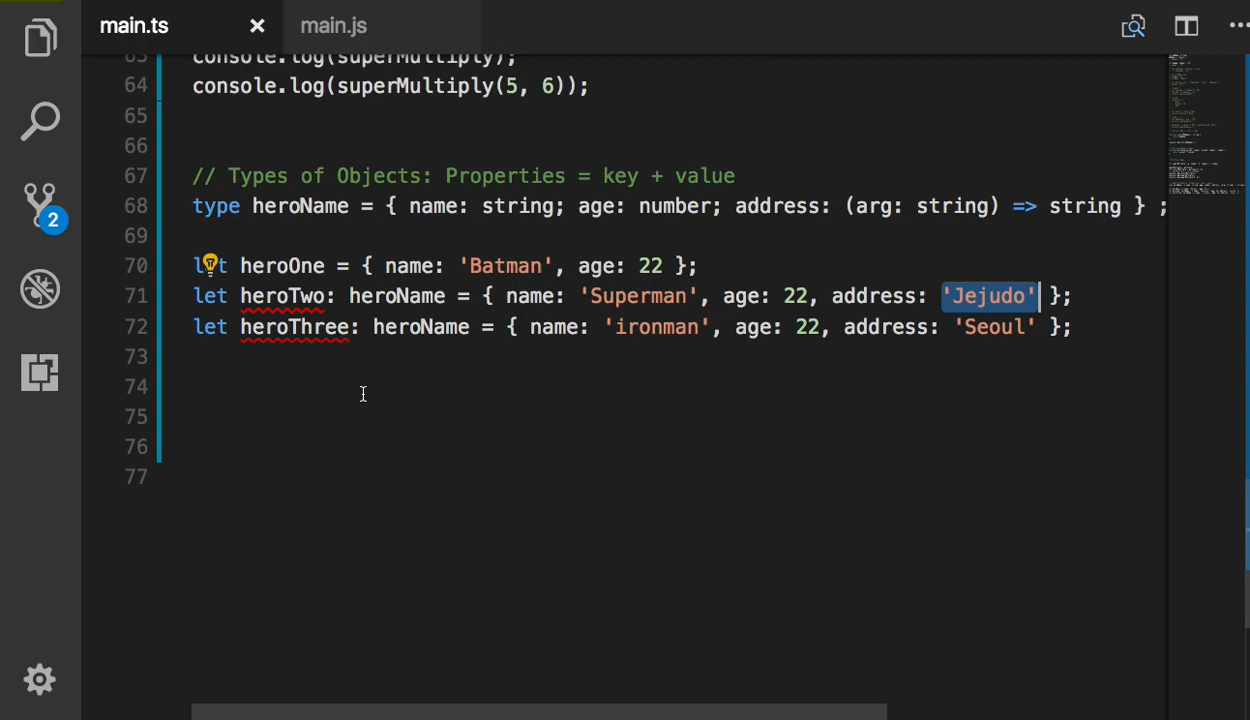 main.ts
main.js
63 console.log(superMultiply);
64 console.log(superMultiply(5, 6));
65
66
67 // Types of Objects: Properties = key + value
68 type heroName = { name: string; age: number; address: (arg: string) => string } ;
69
70 let heroOne = { name: 'Batman', age: 22 };
71 let heroTwo: heroName = { name: 'Superman', age: 22, address: 'Jejudo' };
72 let heroThree: heroName = { name: 'ironman', age: 22, address: 'Seoul' };
73
74
75
76
77
2